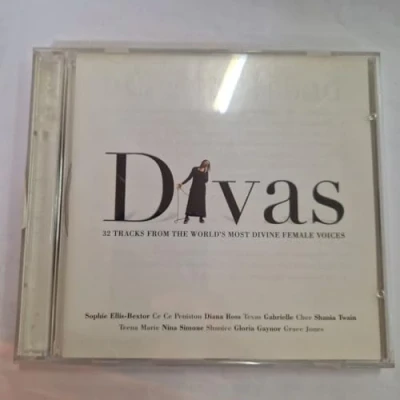 Divas
32 TRACKS FROM THE WORLD'S MOST DIVINE FEMALE VOICES
Sophie Ellis-Bextor Ce Ce Peniston Diana Ross Texas Gabrielle Cher Shania Twain
Teena Marie Nina Simone Shanice Gloria Gaynor Grace Jones